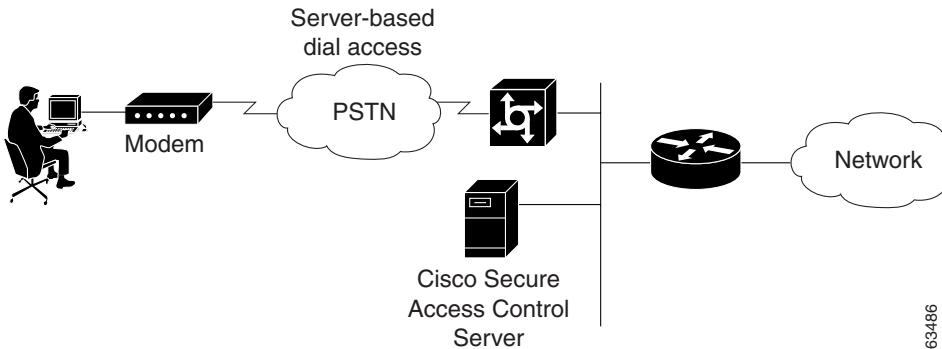 Server-based
dial access
PSTN
Modem
Network
Cisco Secure
Access Control
Server
63486